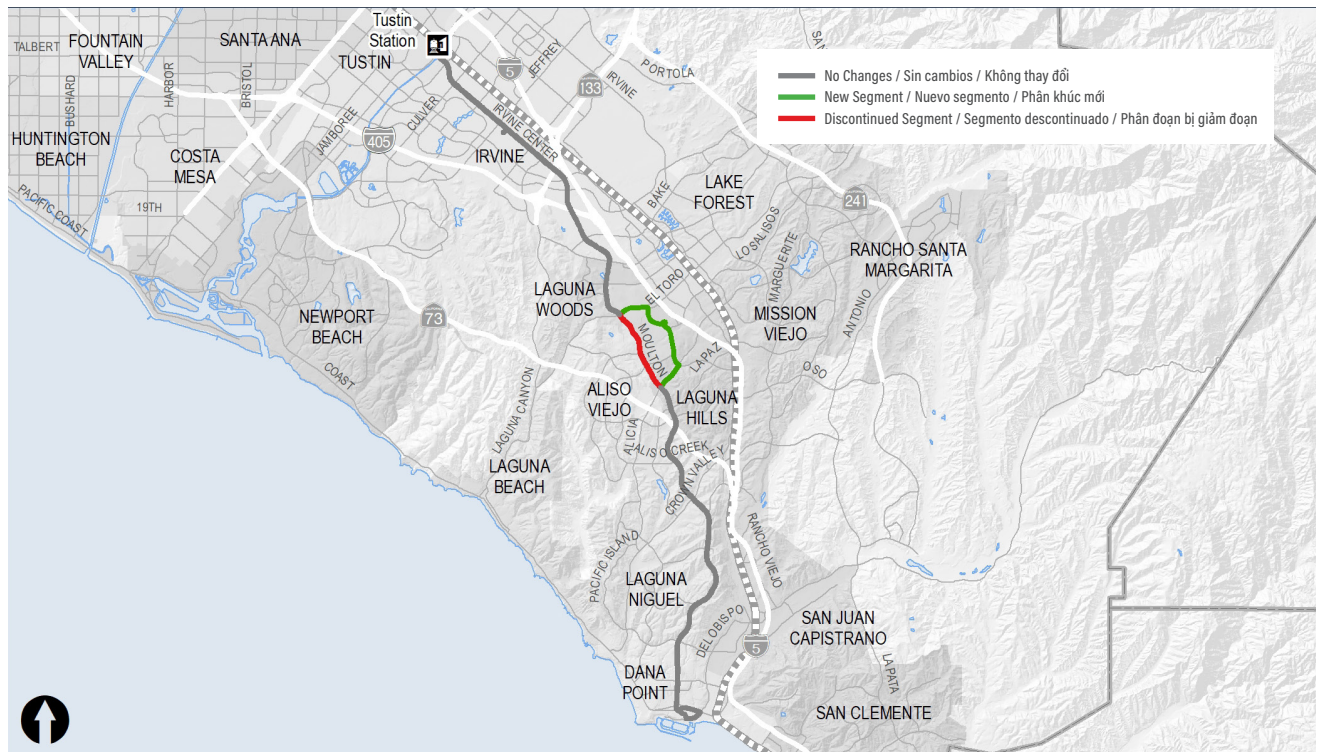 Tustin
Station
TALBERT
FOUNTAIN
VALLEY
SANTA ANA
TUSTIN
BUSHARD
HARBOR
BRISTOL
JAMBOREE
CULVER
5
JEFFREY
133
IRVINE
PORTOLA
SAN
No Changes / Sin cambios / Không thay đổi
New Segment / Nuevo segmento / Phân khúc mới
Discontinued Segment / Segmento descontinuado / Phân đoạn bị giảm đoạn
HUNTINGTON
BEACH
COSTA
MESA
405
IRVINE
IRVINE CENTER
PACIFIC COAST
19TH
BAKE
LAKE
FOREST
241
LOS ALISOS
MARGUERITE
RANCHO SANTA
MARGARITA
LAGUNA
WOODS
EL TORO
NEWPORT
BEACH
73
MOULTON
MISSION
VIEJO
ANTONIO
LA PAZ
COAST
OSO
LAGUNA CANYON
ALISO
VIEJO
LAGUNA
HILLS
ALICIA
ALISO CREEK
LAGUNA
BEACH
CROWN VALLEY
RANCHO VIEJO
PACIFIC ISLAND
LAGUNA
NIGUEL
DEL OBISPO
SAN JUAN
CAPISTRANO
5
LA PATA
DANA
POINT
SAN CLEMENTE